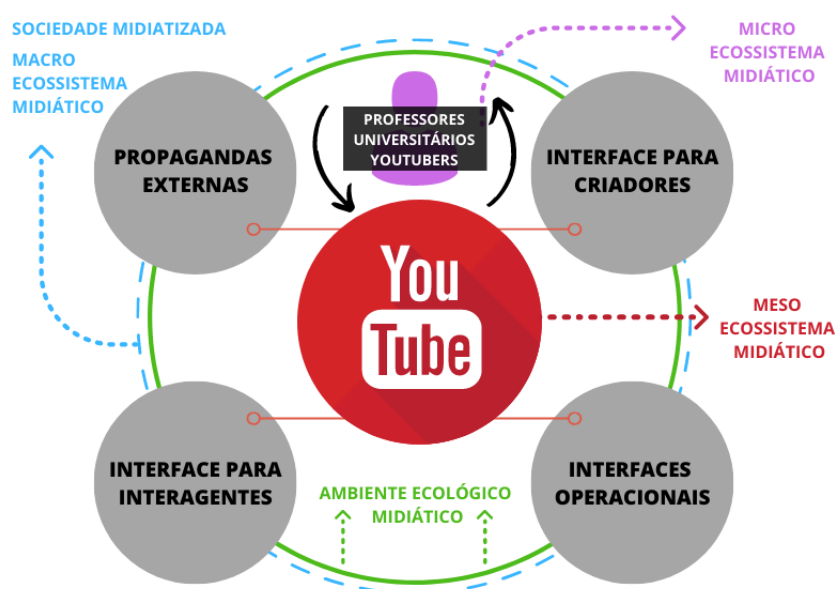 SOCIEDADE MIDIATIZADA
MACRO
ECOSSISTEMA
MIDIÁTICO
MICRO
ECOSSISTEMA
MIDIÁTICO
PROFESSORES
UNIVERSITÁRIOS
YOUTUBERS
PROPAGANDAS
EXTERNAS
INTERFACE PARA
CRIADORES
You
Tube
MESO
ECOSSISTEMA
MIDIÁTICO
INTERFACE PARA
INTERAGENTES
AMBIENTE ECOLÓGICO
MIDIÁTICO
INTERFACES
OPERACIONAIS